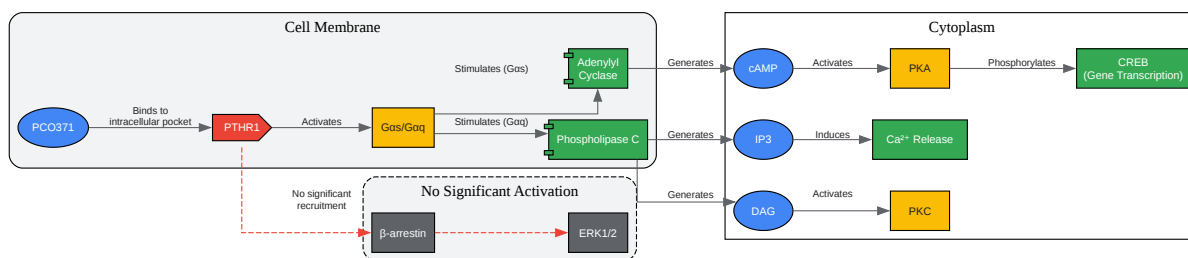 Cell Membrane
Cytoplasm
Stimulates (Gαs)
Adenylyl
Cyclase
Generates
cAMP
Activates
PKA
Phosphorylates
CREB
(Gene Transcription)
PCO371
Binds to
intracellular pocket
PTHR1
Activates
Gαs/Gαq
Stimulates (Gαq)
Phospholipase C
Generates
IP3
Induces
Ca²⁺ Release
No significant
recruitment
No Significant Activation
Generates
DAG
Activates
PKC
β-arrestin
ERK1/2